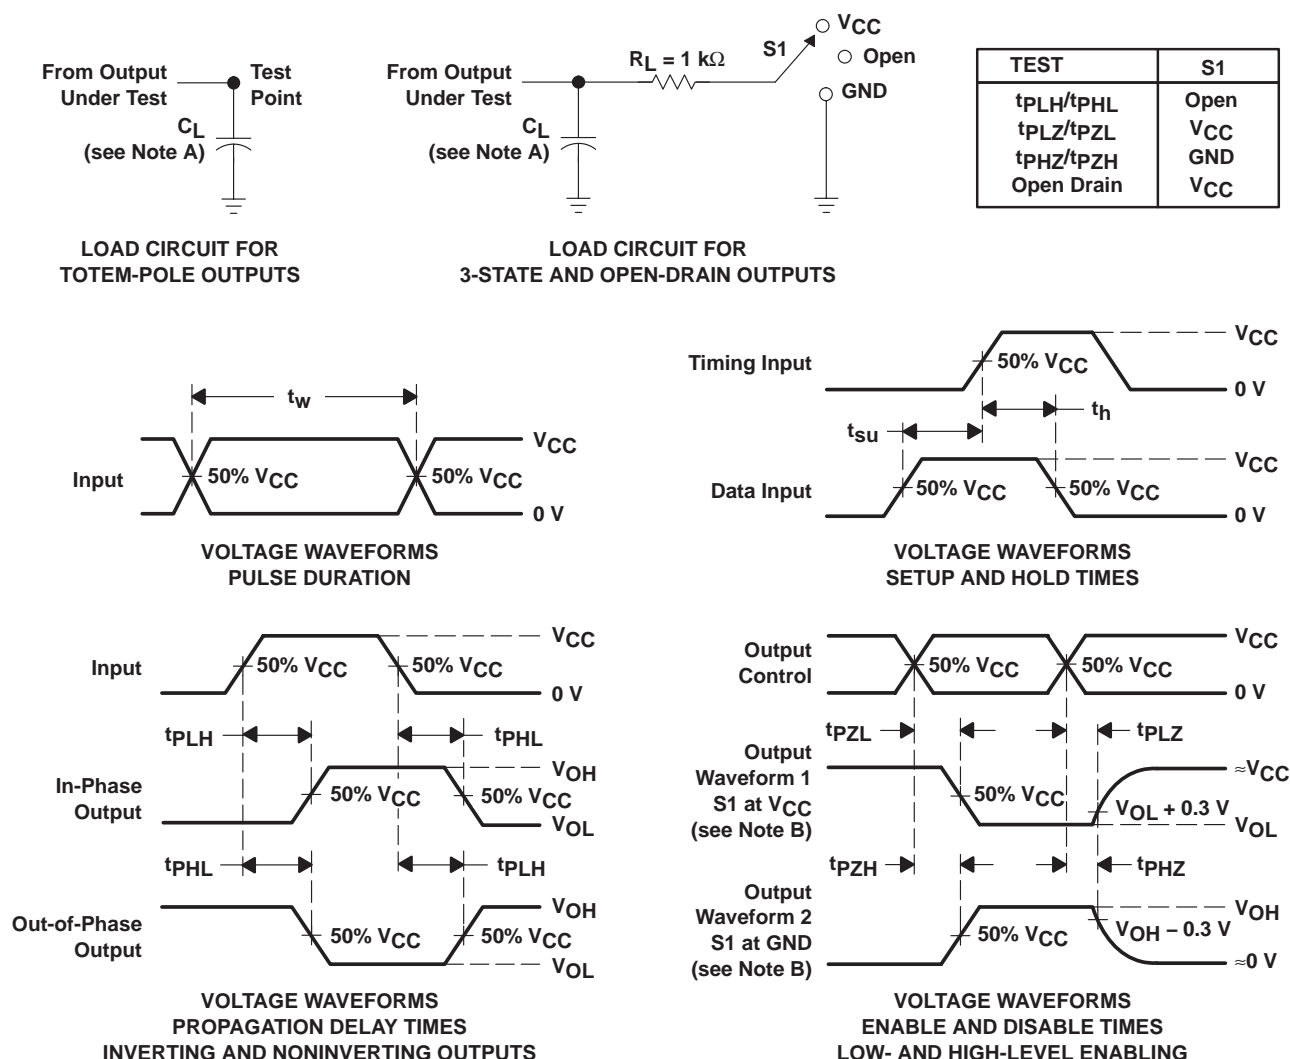 From Output
Under Test
Test
Point
CL
(see Note A)
LOAD CIRCUIT FOR
TOTEM-POLE OUTPUTS
From Output
Under Test
RL = 1 kΩ
S1
VCC
Open
GND
CL
(see Note A)
LOAD CIRCUIT FOR
3-STATE AND OPEN-DRAIN OUTPUTS
TEST S1
tPLH/tPHL Open
tPLZ/tPZL VCC
tPHZ/tPZH GND
Open Drain VCC
tw
Input
50% VCC
50% VCC
VCC
0 V
VOLTAGE WAVEFORMS
PULSE DURATION
Timing Input
50% VCC
VCC
0 V
th
tsu
Data Input
50% VCC
50% VCC
VCC
0 V
VOLTAGE WAVEFORMS
SETUP AND HOLD TIMES
Input
50% VCC
50% VCC
VCC
0 V
tPLH
tPHL
In-Phase
Output
50% VCC
50% VCC
VOH
VOL
tPHL
tPLH
Out-of-Phase
Output
50% VCC
50% VCC
VOH
VOL
VOLTAGE WAVEFORMS
PROPAGATION DELAY TIMES
INVERTING AND NONINVERTING OUTPUTS
Output
Control
50% VCC
50% VCC
VCC
0 V
tPZL
tPLZ
Output
Waveform 1
S1 at VCC
(see Note B)
50% VCC
≈VCC
VOL + 0.3 V
VOL
tPZH
tPHZ
Output
Waveform 2
S1 at GND
(see Note B)
50% VCC
VOH
VOH – 0.3 V
≈0 V
VOLTAGE WAVEFORMS
ENABLE AND DISABLE TIMES
LOW- AND HIGH-LEVEL ENABLING